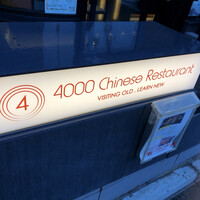 4 4000 Chinese Restaurant
VISITING OLD . LEARN NEW